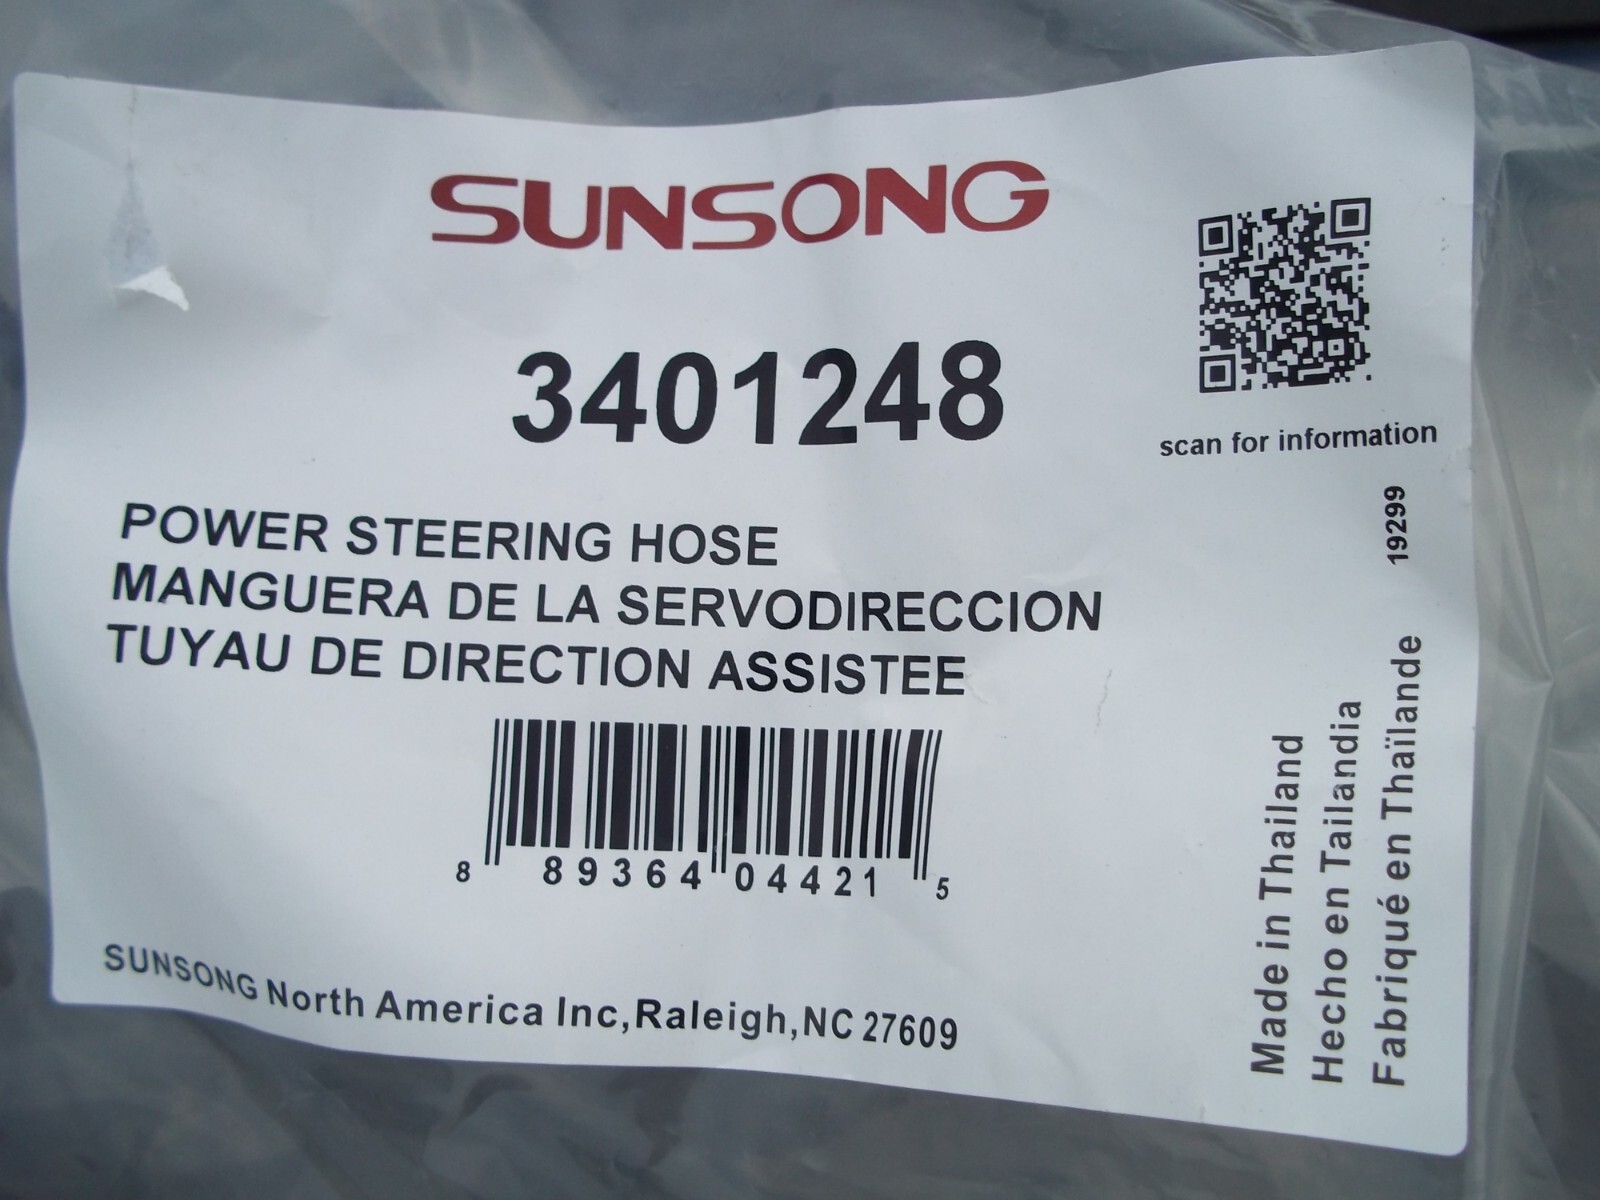 SUNSONG
3401248
scan for information
POWER STEERING HOSE
MANGUERA DE LA SERVODIRECCION
TUYAU DE DIRECTION ASSISTEE
8 89364 04421 5
SUNSONG North America Inc,Raleigh,NC 27609
19299
Made in Thailand
Hecho en Tailandia
Fabriqué en Thaïlande